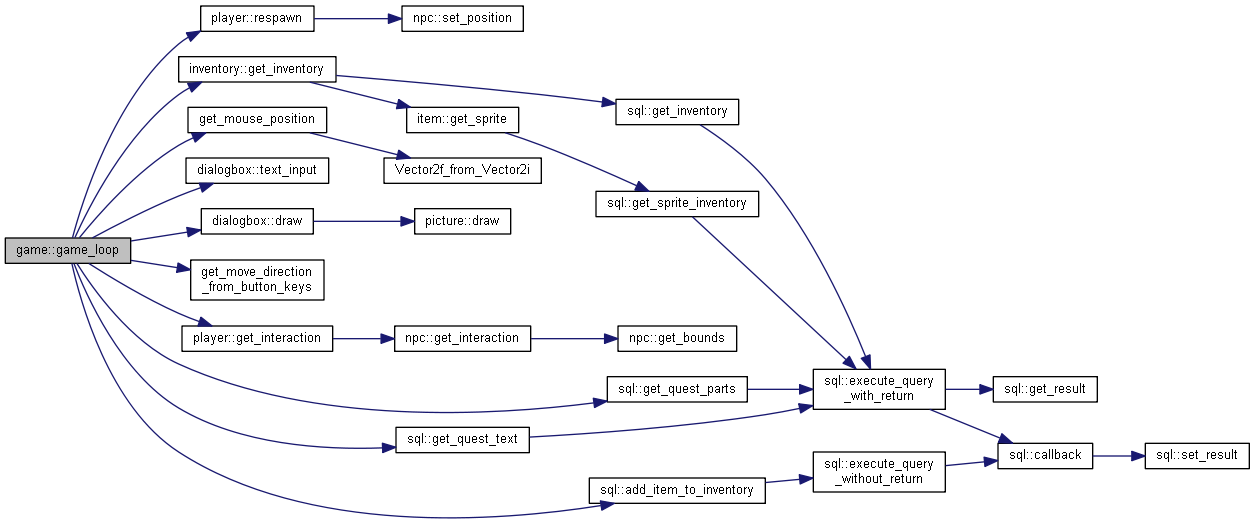 player::respawn
npc::set_position
inventory::get_inventory
sql::get_inventory
get_mouse_position
item::get_sprite
dialogbox::text_input
Vector2f_from_Vector2i
sql::get_sprite_inventory
dialogbox::draw
picture::draw
game::game_loop
get_move_direction
_from_button_keys
player::get_interaction
npc::get_interaction
npc::get_bounds
sql::get_quest_parts
sql::execute_query
_with_return
sql::get_result
sql::get_quest_text
sql::callback
sql::set_result
sql::execute_query
_without_return
sql::add_item_to_inventory